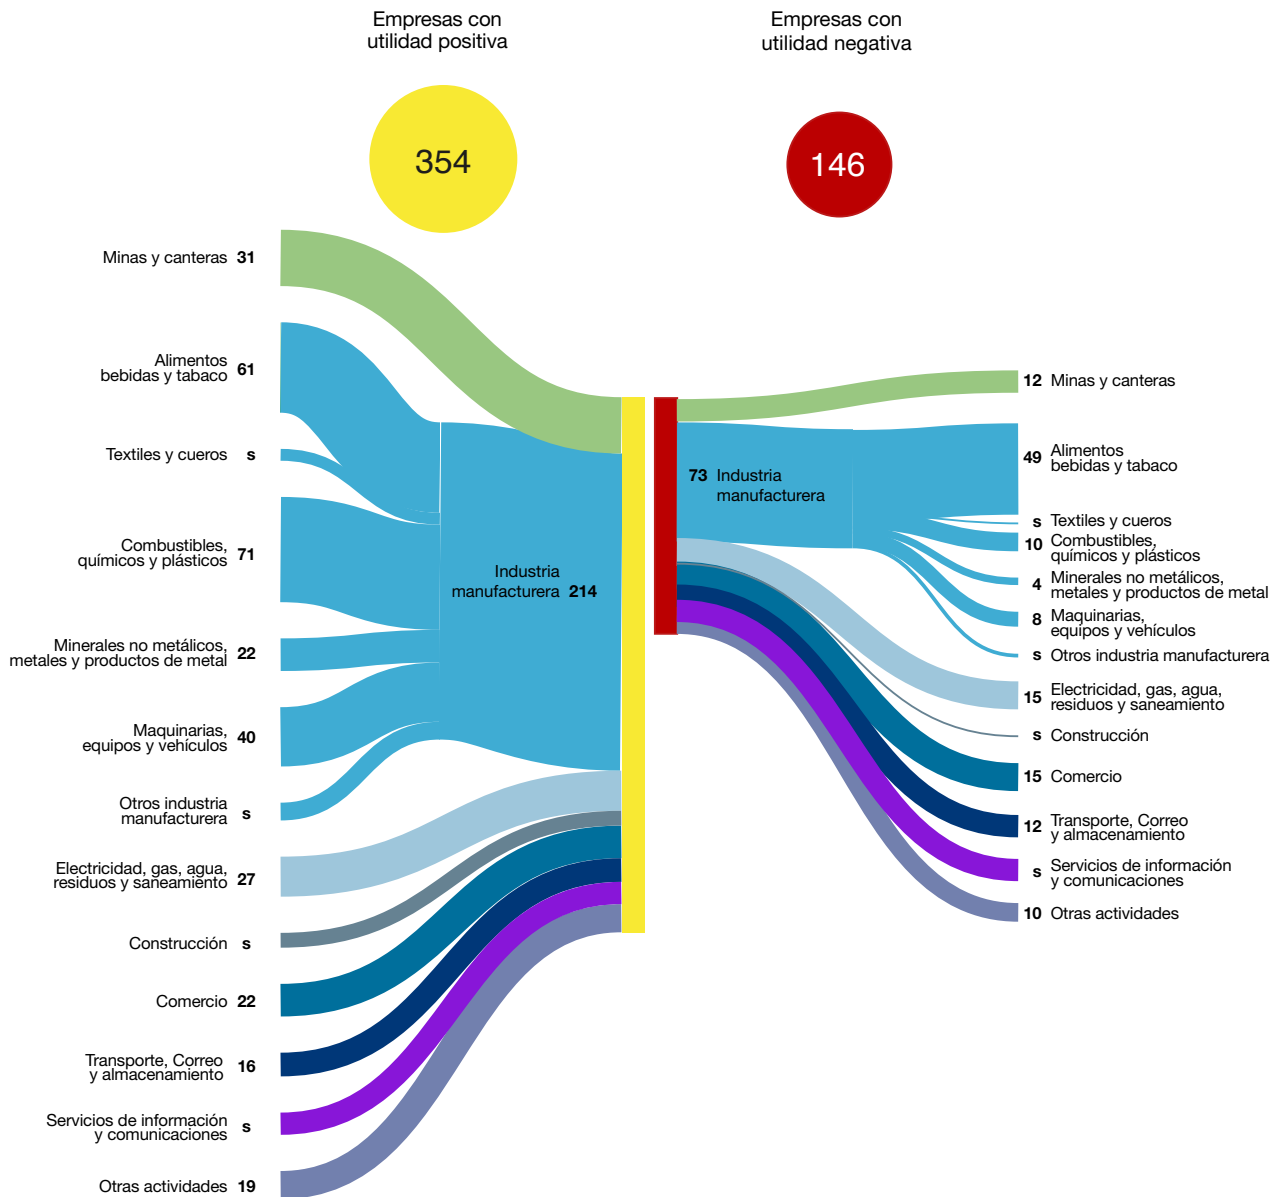 Empresas con
utilidad positiva
354
Empresas con
utilidad negativa
146
Minas y canteras 31
Alimentos
bebidas y tabaco 61
Textiles y cueros s
Combustibles,
químicos y plásticos 71
Minerales no metálicos,
metales y productos de metal 22
Maquinarias,
equipos y vehículos 40
Otros industria
manufacturera s
Electricidad, gas, agua,
residuos y saneamiento 27
Construcción s
Comercio 22
Transporte, Correo
y almacenamiento 16
Servicios de información
y comunicaciones s
Otras actividades 19
Industria
manufacturera 214
73 Industria
manufacturera
12 Minas y canteras
49 Alimentos
bebidas y tabaco
s Textiles y cueros
10 Combustibles,
químicos y plásticos
4 Minerales no metálicos,
metales y productos de metal
8 Maquinarias,
equipos y vehículos
s Otros industria manufacturera
15 Electricidad, gas, agua,
residuos y saneamiento
s Construcción
15 Comercio
12 Transporte, Correo
y almacenamiento
s Servicios de información
y comunicaciones
10 Otras actividades